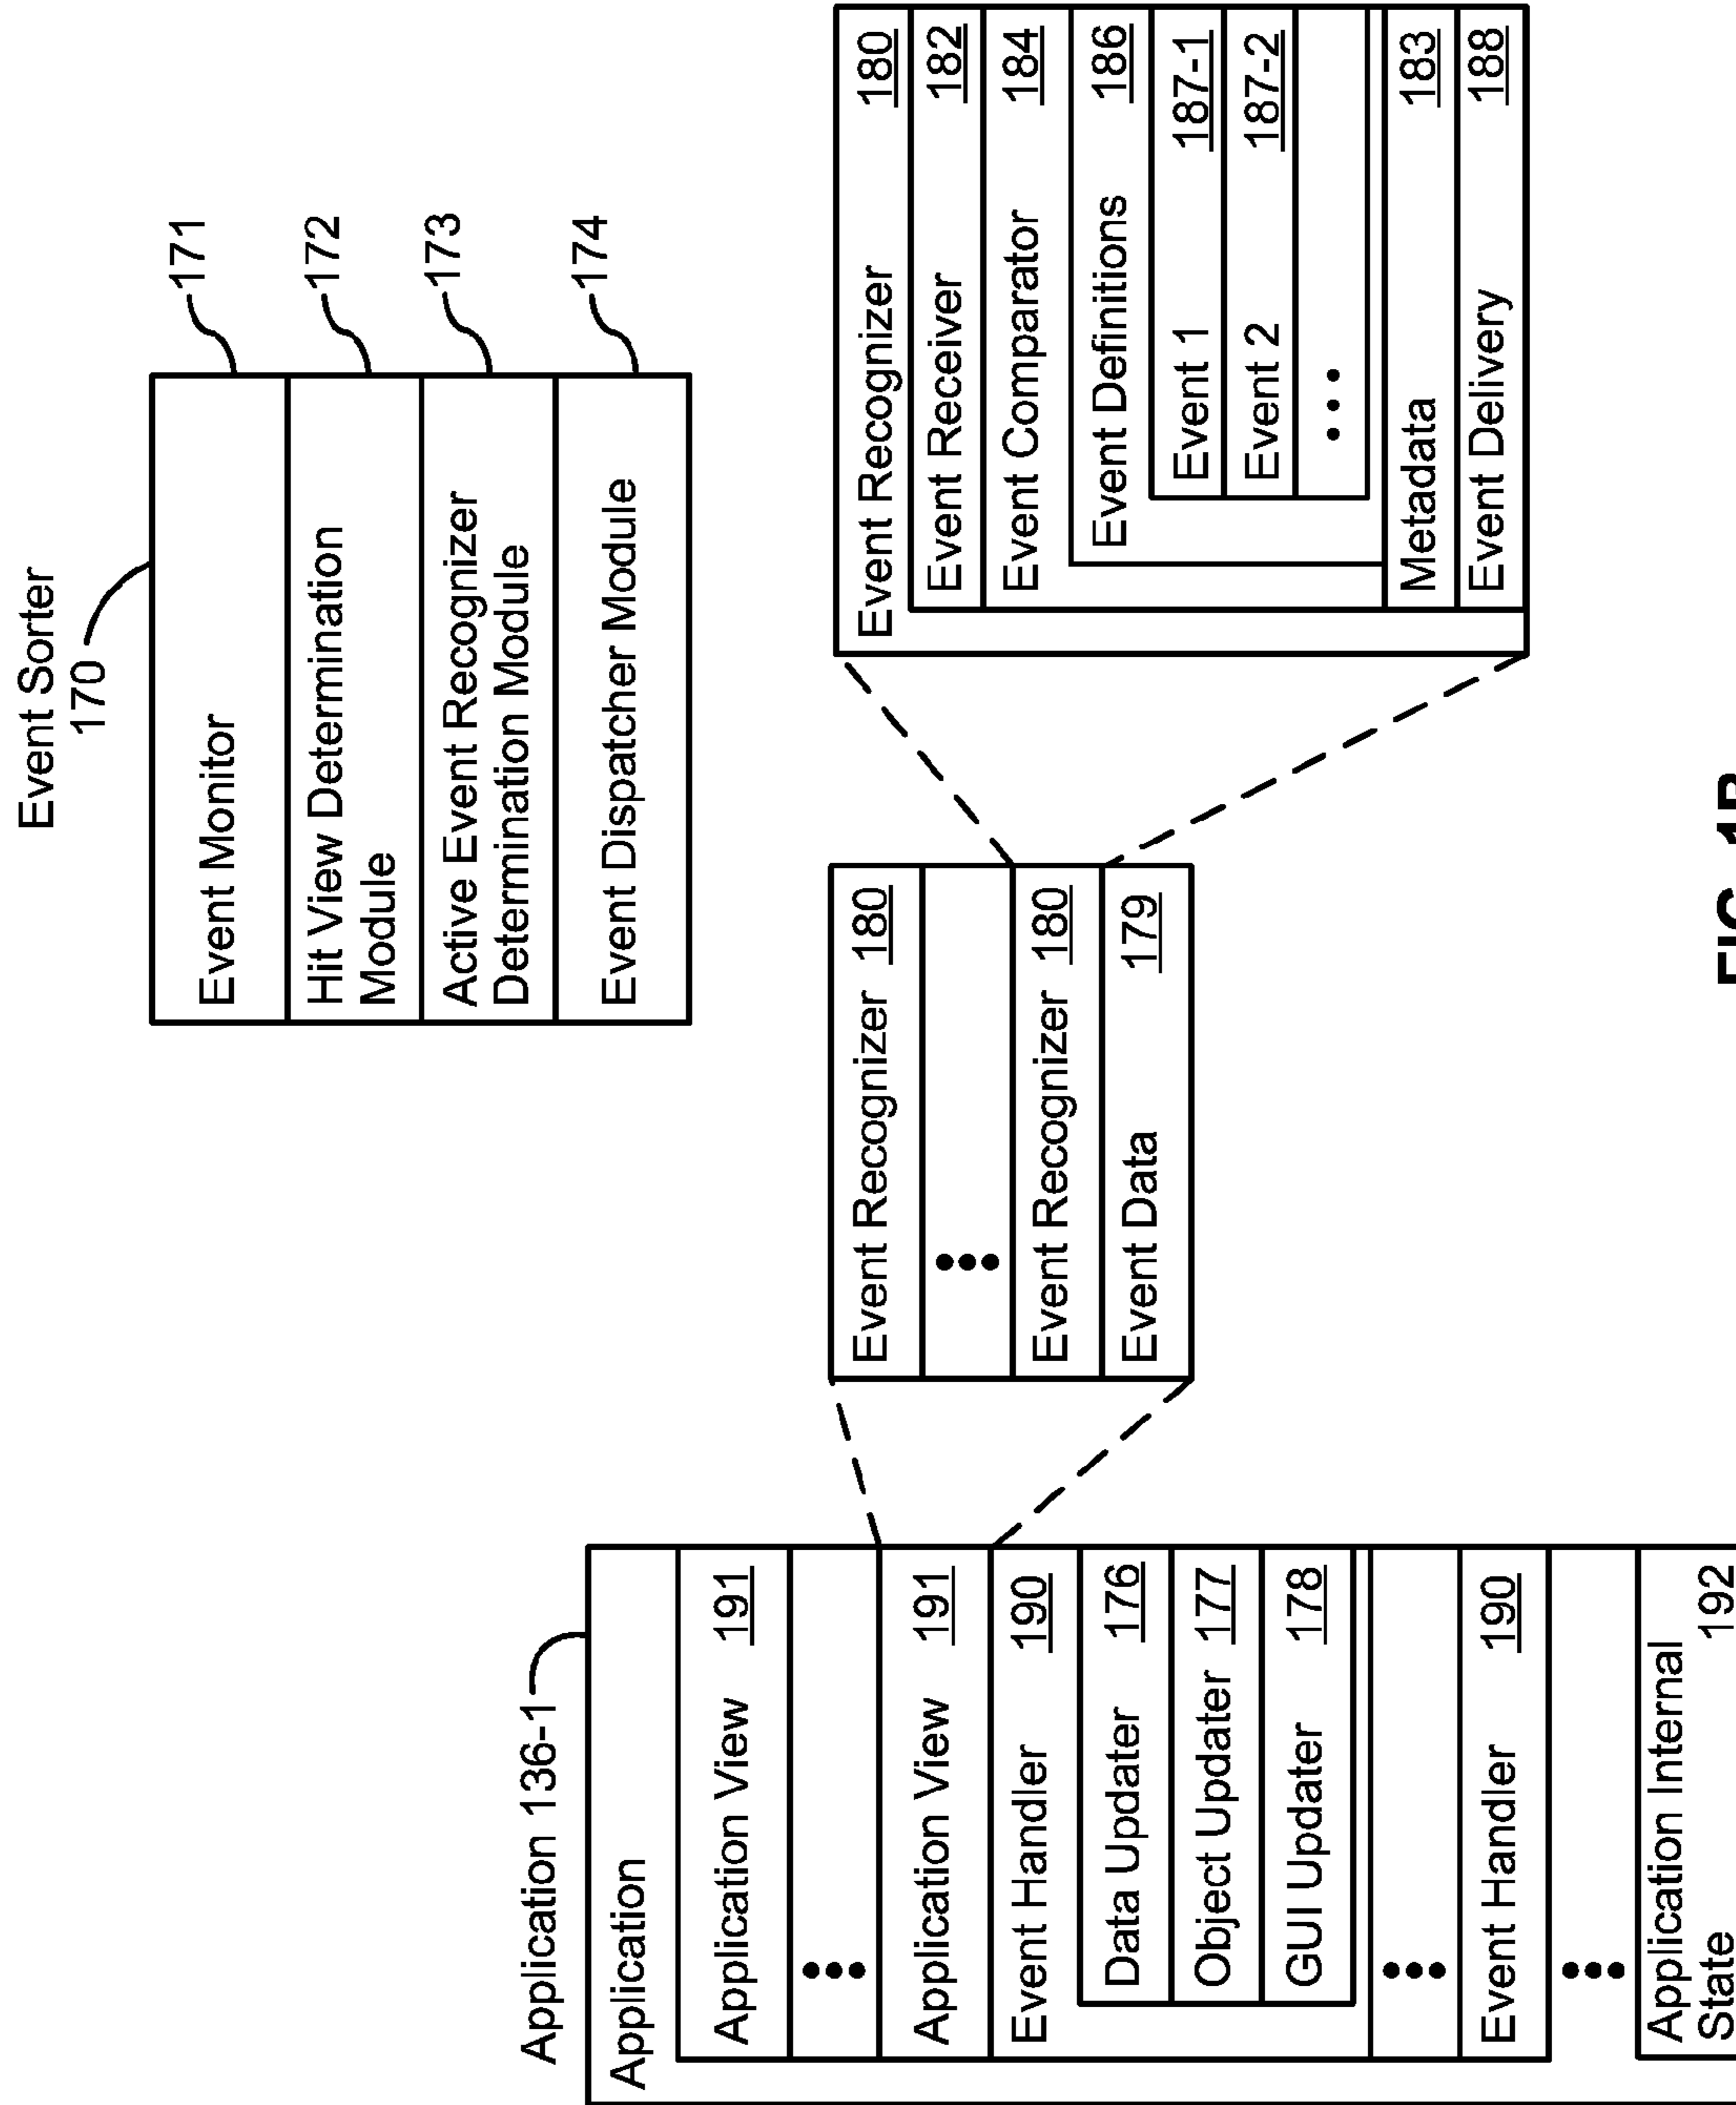 Event Sorter
170
Event Monitor
171
Hit View Determination
Module
172
Active Event Recognizer
Determination Module
173
Event Dispatcher Module
174
Application 136-1
Application
Application View 191
•••
Application View 191
Event Handler 190
Data Updater 176
Object Updater 177
GUI Updater 178
•••
Event Handler 190
•••
Application Internal
State 192
Event Recognizer 180
•••
Event Recognizer 180
Event Data 179
Event Recognizer 180
Event Receiver 182
Event Comparator 184
Event Definitions 186
Event 1 187-1
Event 2 187-2
•••
Metadata 183
Event Delivery 188
FIG. 1B